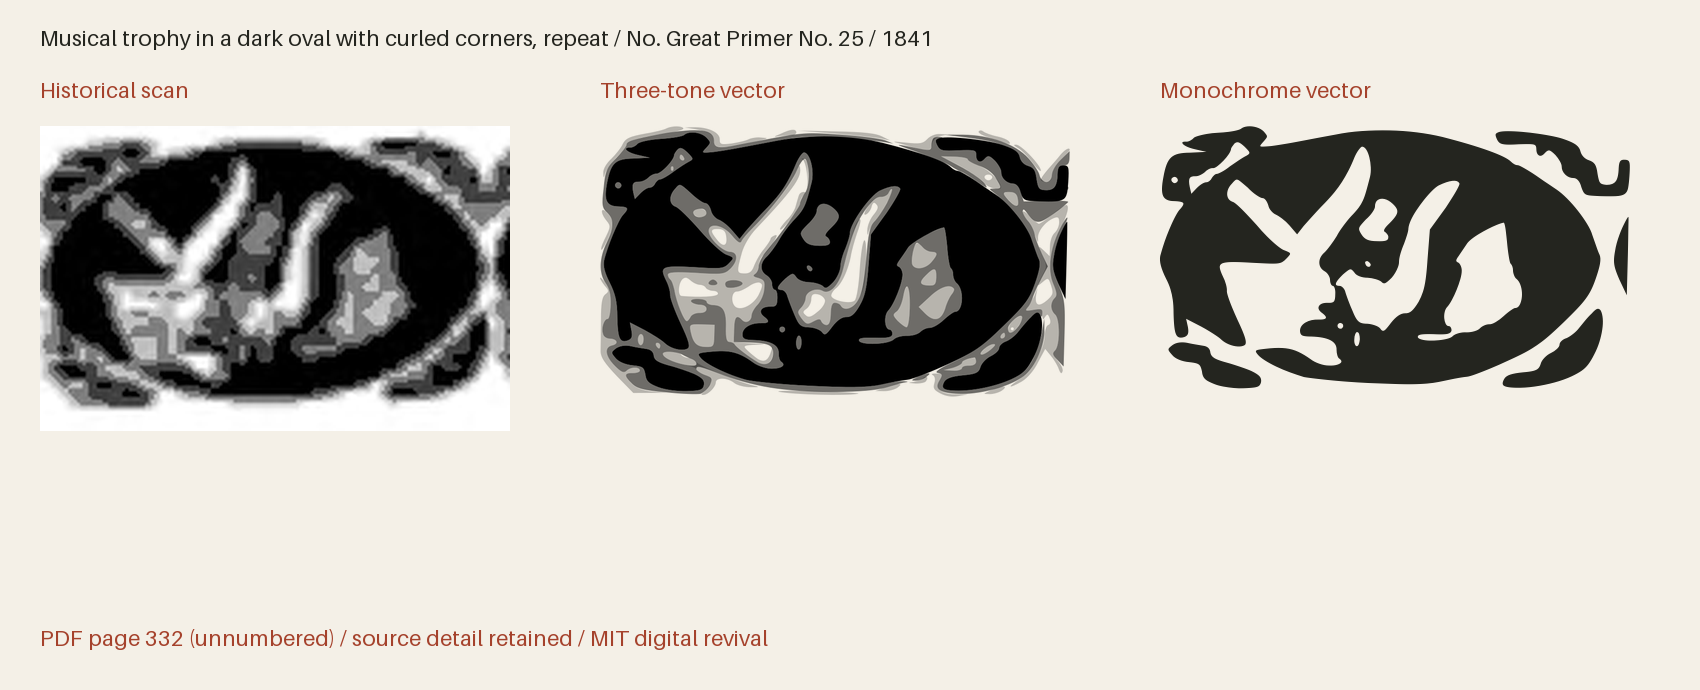 Musical trophy in a dark oval with curled corners, repeat / No. Great Primer No. 25 / 1841
Historical scan
Three-tone vector
Monochrome vector
PDF page 332 (unnumbered) / source detail retained / MIT digital revival